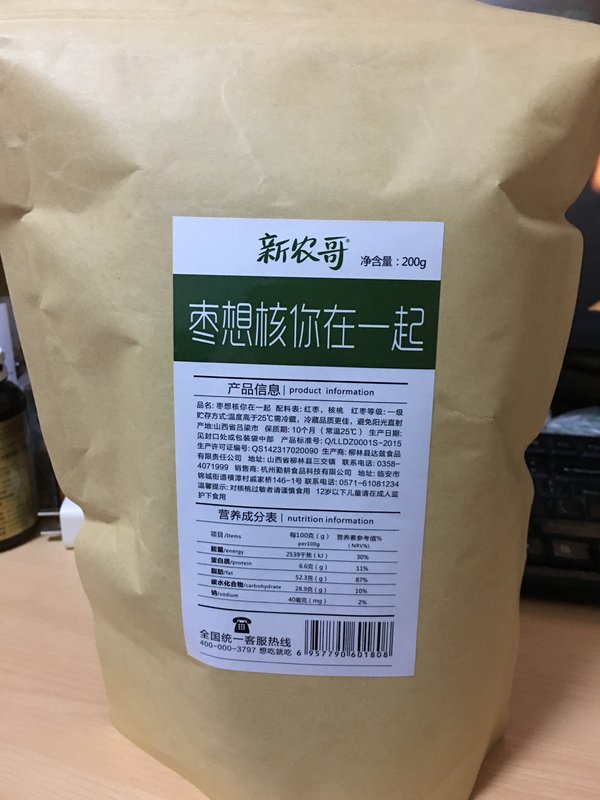 新农哥® 净含量:200g
枣想核你在一起
产品信息 | product information
品名: 枣想核你在一起 配料表: 红枣, 核桃 红枣等级: 一级
贮存方式:温度高于25℃需冷藏, 冷藏品质更佳, 避免阳光直射
产地:山西省吕梁市 保质期: 10个月 ( 常温25℃ ) 生产日期:
见封口处或包装袋中部 产品标准号: Q/LLDZ0001S-2015
生产许可证编号: QS142317020090 生产商: 柳林县达兹食品
有限责任公司 地址: 山西省柳林县三交镇 联系电话: 0358-
4071999 销售商: 杭州勤耕食品科技有限公司 地址: 临安市
锦城街道横潭村戚家桥146-1号 联系电话: 0571-61081234
温馨提示: 对核桃过敏者请谨慎食用 12岁以下儿童请在成人监
护下食用
营养成分表 | nutrition information
项目/Items 每100克 ( g ) per100g 营养素参考值% ( NRV% )
能量/energy 2539千焦 ( kJ ) 30%
蛋白质/protein 6.6克 ( g ) 11%
脂肪/fat 52.3克 ( g ) 87%
碳水化合物/carbohydrate 28.9克 ( g ) 10%
钠/sodium 40毫克 ( mg ) 2%
全国统一客服热线
400-000-3797 想吃就吃
6 957790 601808